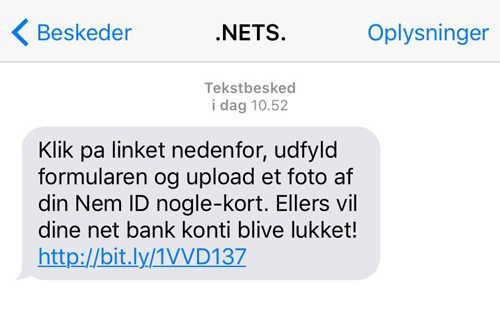 Beskeder .NETS. Oplysninger
Tekstbesked
i dag 10.52
Klik pa linket nedenfor, udfyld
formularen og upload et foto af
din Nem ID nogle-kort. Ellers vil
dine net bank konti blive lukket!
http://bit.ly/1VVD137